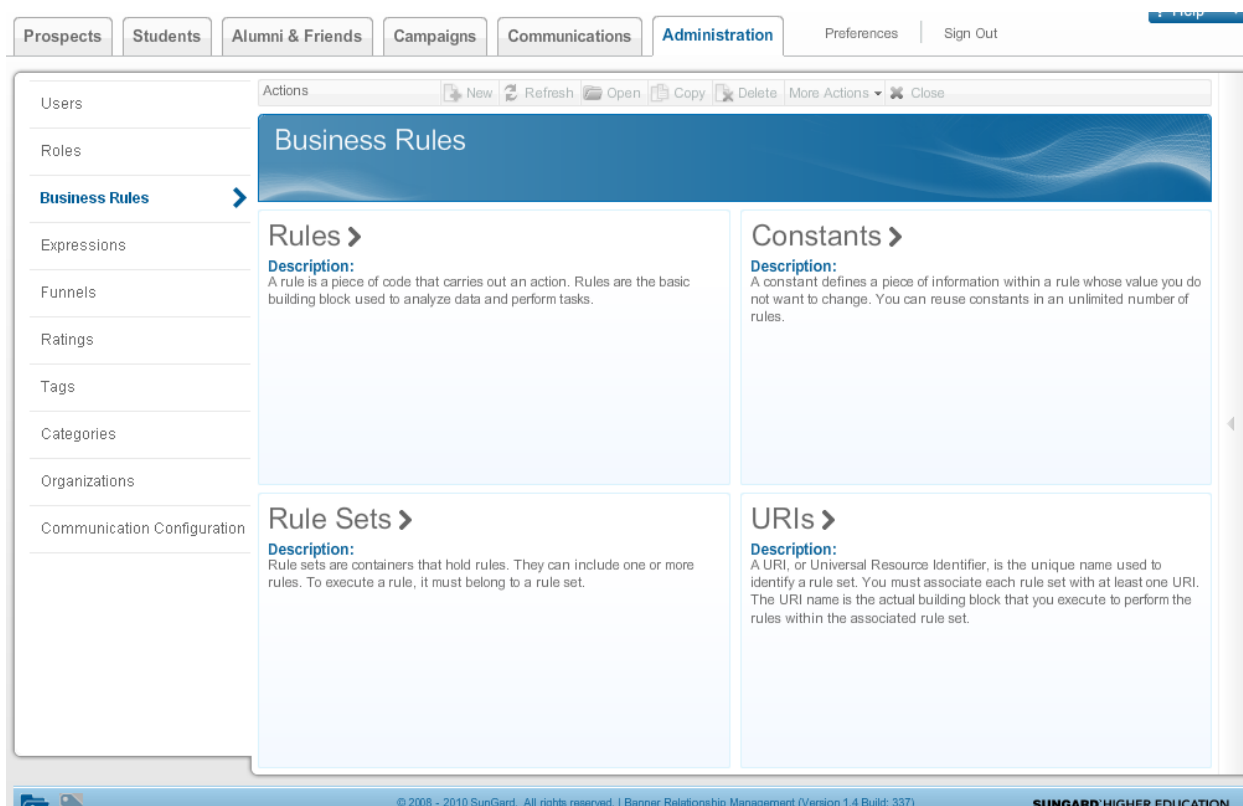 ? Help
Prospects
Students
Alumni & Friends
Campaigns
Communications
Administration
Preferences
Sign Out
Users
Roles
Business Rules
Expressions
Funnels
Ratings
Tags
Categories
Organizations
Communication Configuration
Actions
New
Refresh
Open
Copy
Delete
More Actions
Close
Business Rules
Rules
Description:
A rule is a piece of code that carries out an action. Rules are the basic
building block used to analyze data and perform tasks.
Constants
Description:
A constant defines a piece of information within a rule whose value you do
not want to change. You can reuse constants in an unlimited number of
rules.
Rule Sets
Description:
Rule sets are containers that hold rules. They can include one or more
rules. To execute a rule, it must belong to a rule set.
URIs
Description:
A URI, or Universal Resource Identifier, is the unique name used to
identify a rule set. You must associate each rule set with at least one URI.
The URI name is the actual building block that you execute to perform the
rules within the associated rule set.
© 2008 - 2010 SunGard. All rights reserved. | Banner Relationship Management (Version 1.4 Build: 337)
SUNGARD' HIGHER EDUCATION